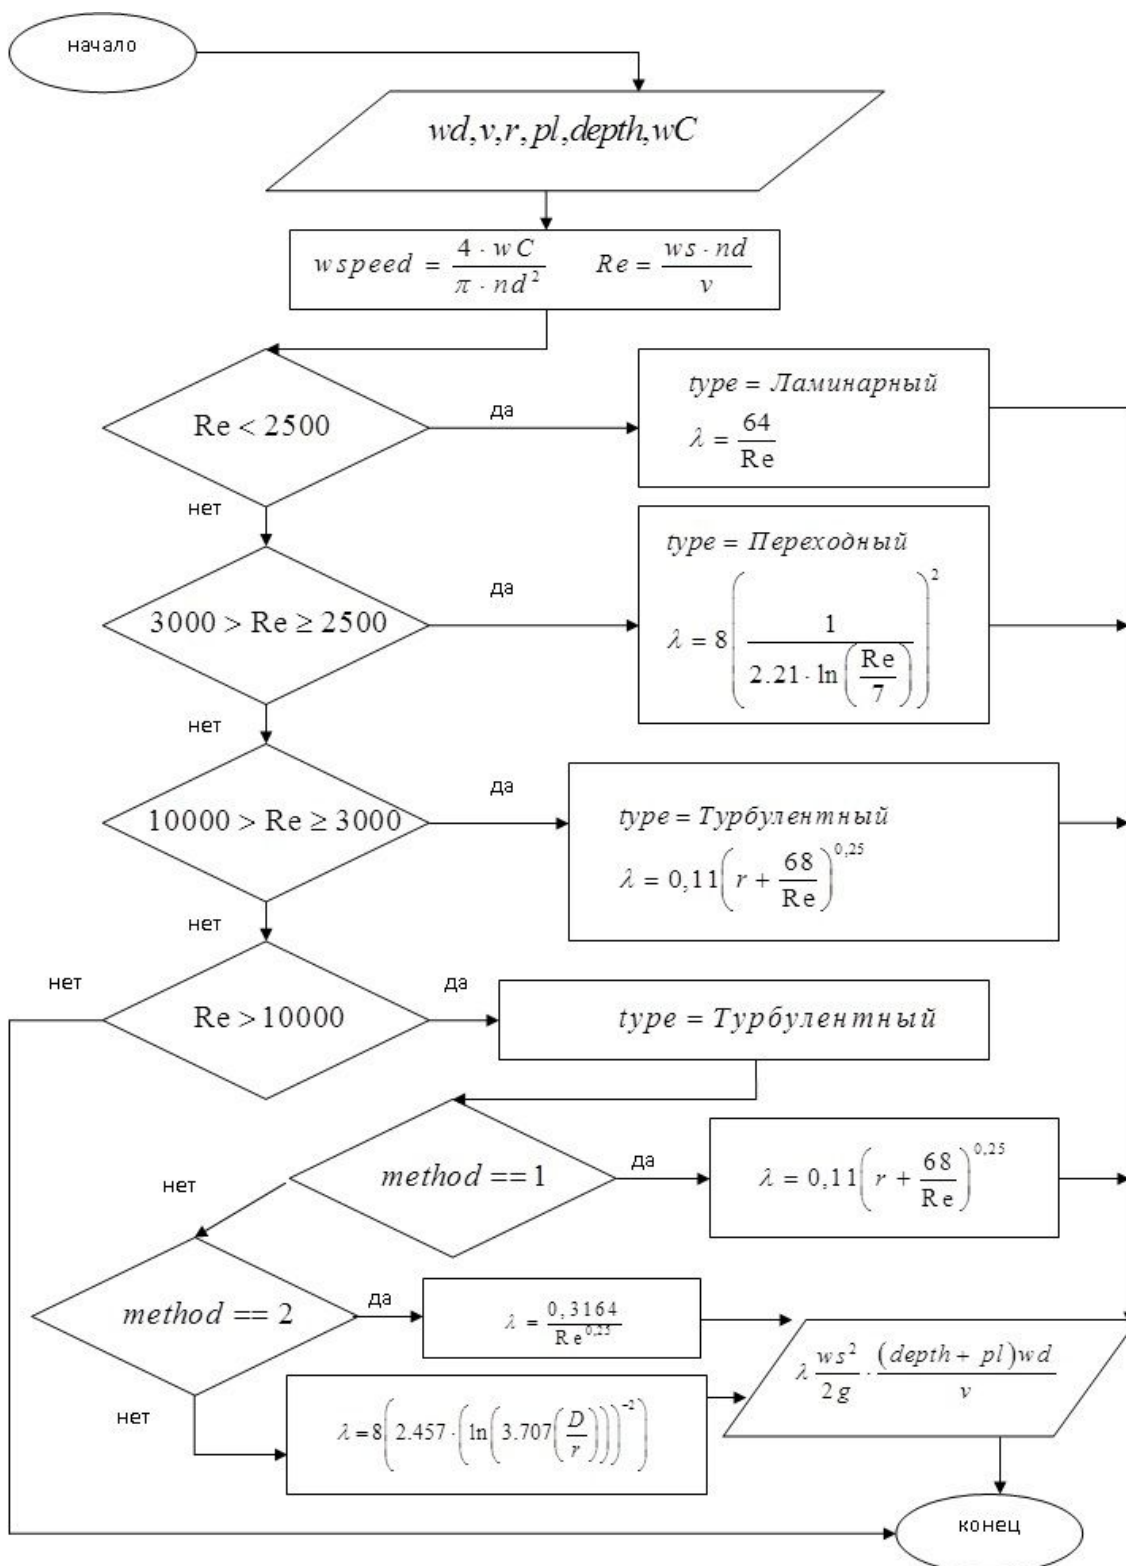 начало
wd,v,r,pl,depth,wC
wspeed = 4 · wC / π · nd² Re = ws · nd / v
Re < 2500
да
type = Ламинарный
λ = 64 / Re
нет
3000 > Re ≥ 2500
да
type = Переходный
λ = 8 ( 1 / 2.21 · ln ( Re / 7 ) )²
нет
10000 > Re ≥ 3000
да
type = Турбулентный
λ = 0,11 ( r + 68 / Re )^0,25
нет
нет
Re > 10000
да
type = Турбулентный
method == 1
да
λ = 0,11 ( r + 68 / Re )^0,25
нет
method == 2
да
λ = 0,3164 / Re^0,25
λ ws² / 2g · (depth + pl)wd / v
нет
λ = 8 ( 2.457 · ( ln ( 3.707 ( D / r ) ) )^-2 )
конец